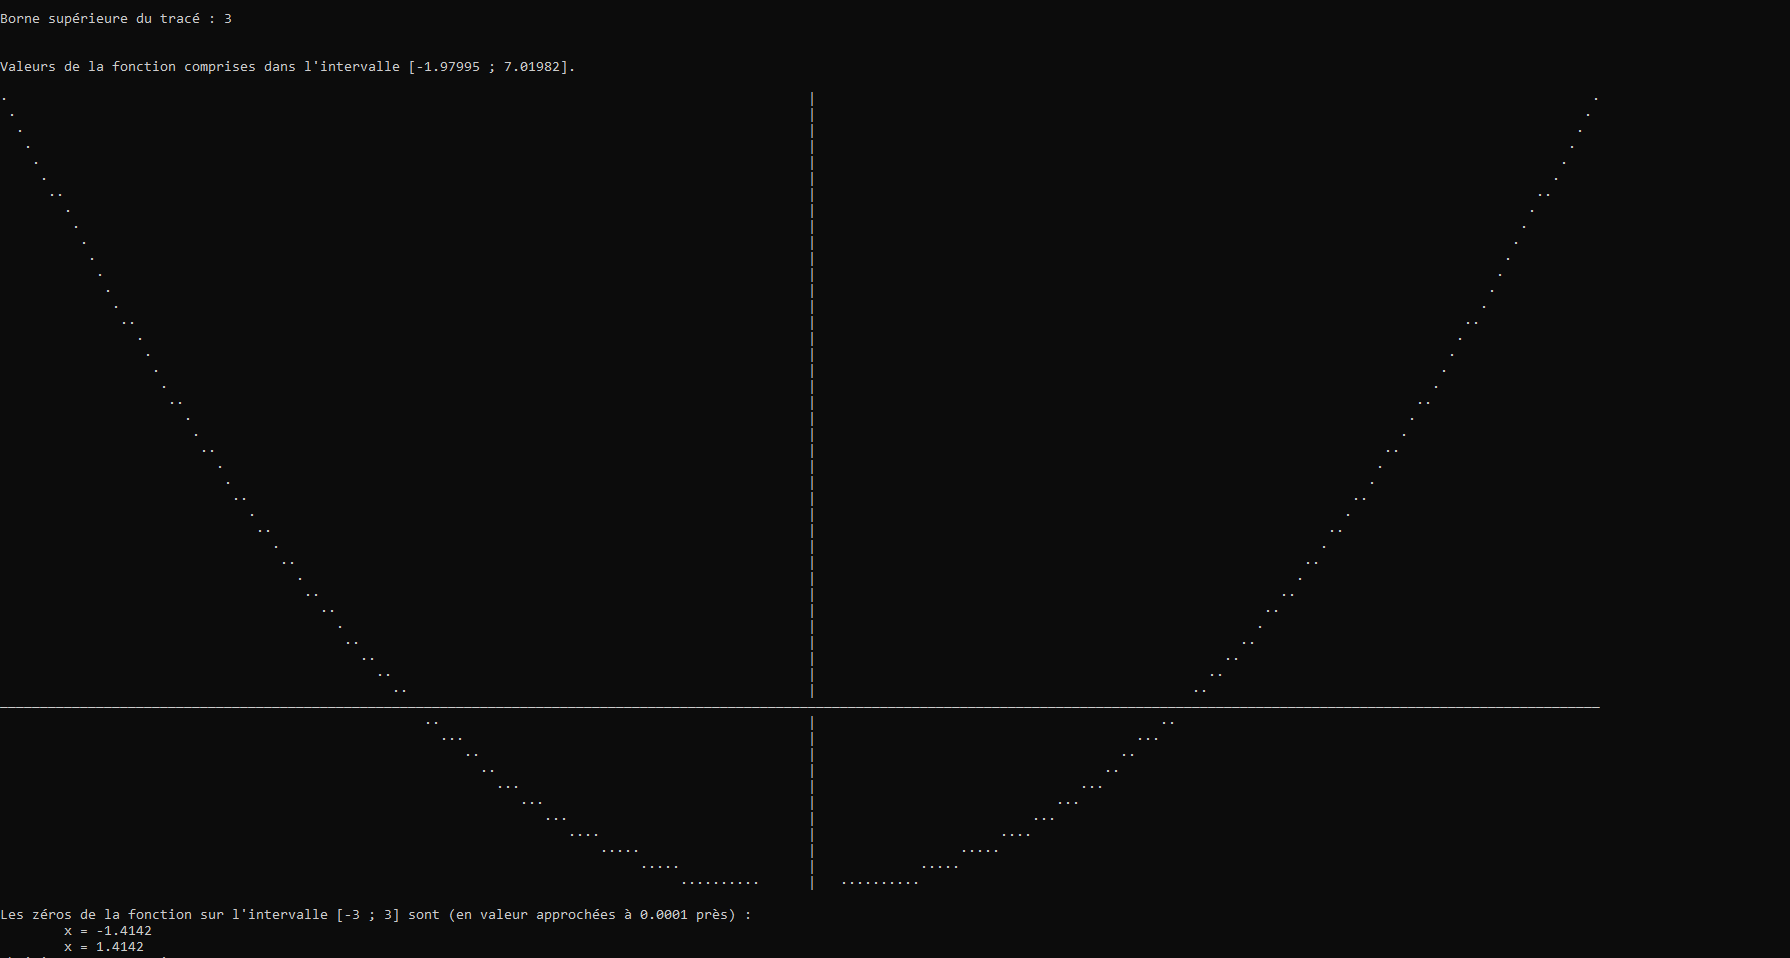 Borne supérieure du tracé : 3
Valeurs de la fonction comprises dans l'intervalle [-1.97995 ; 7.01982].
Les zéros de la fonction sur l'intervalle [-3 ; 3] sont (en valeur approchées à 0.0001 près) :
x = -1.4142
x = 1.4142